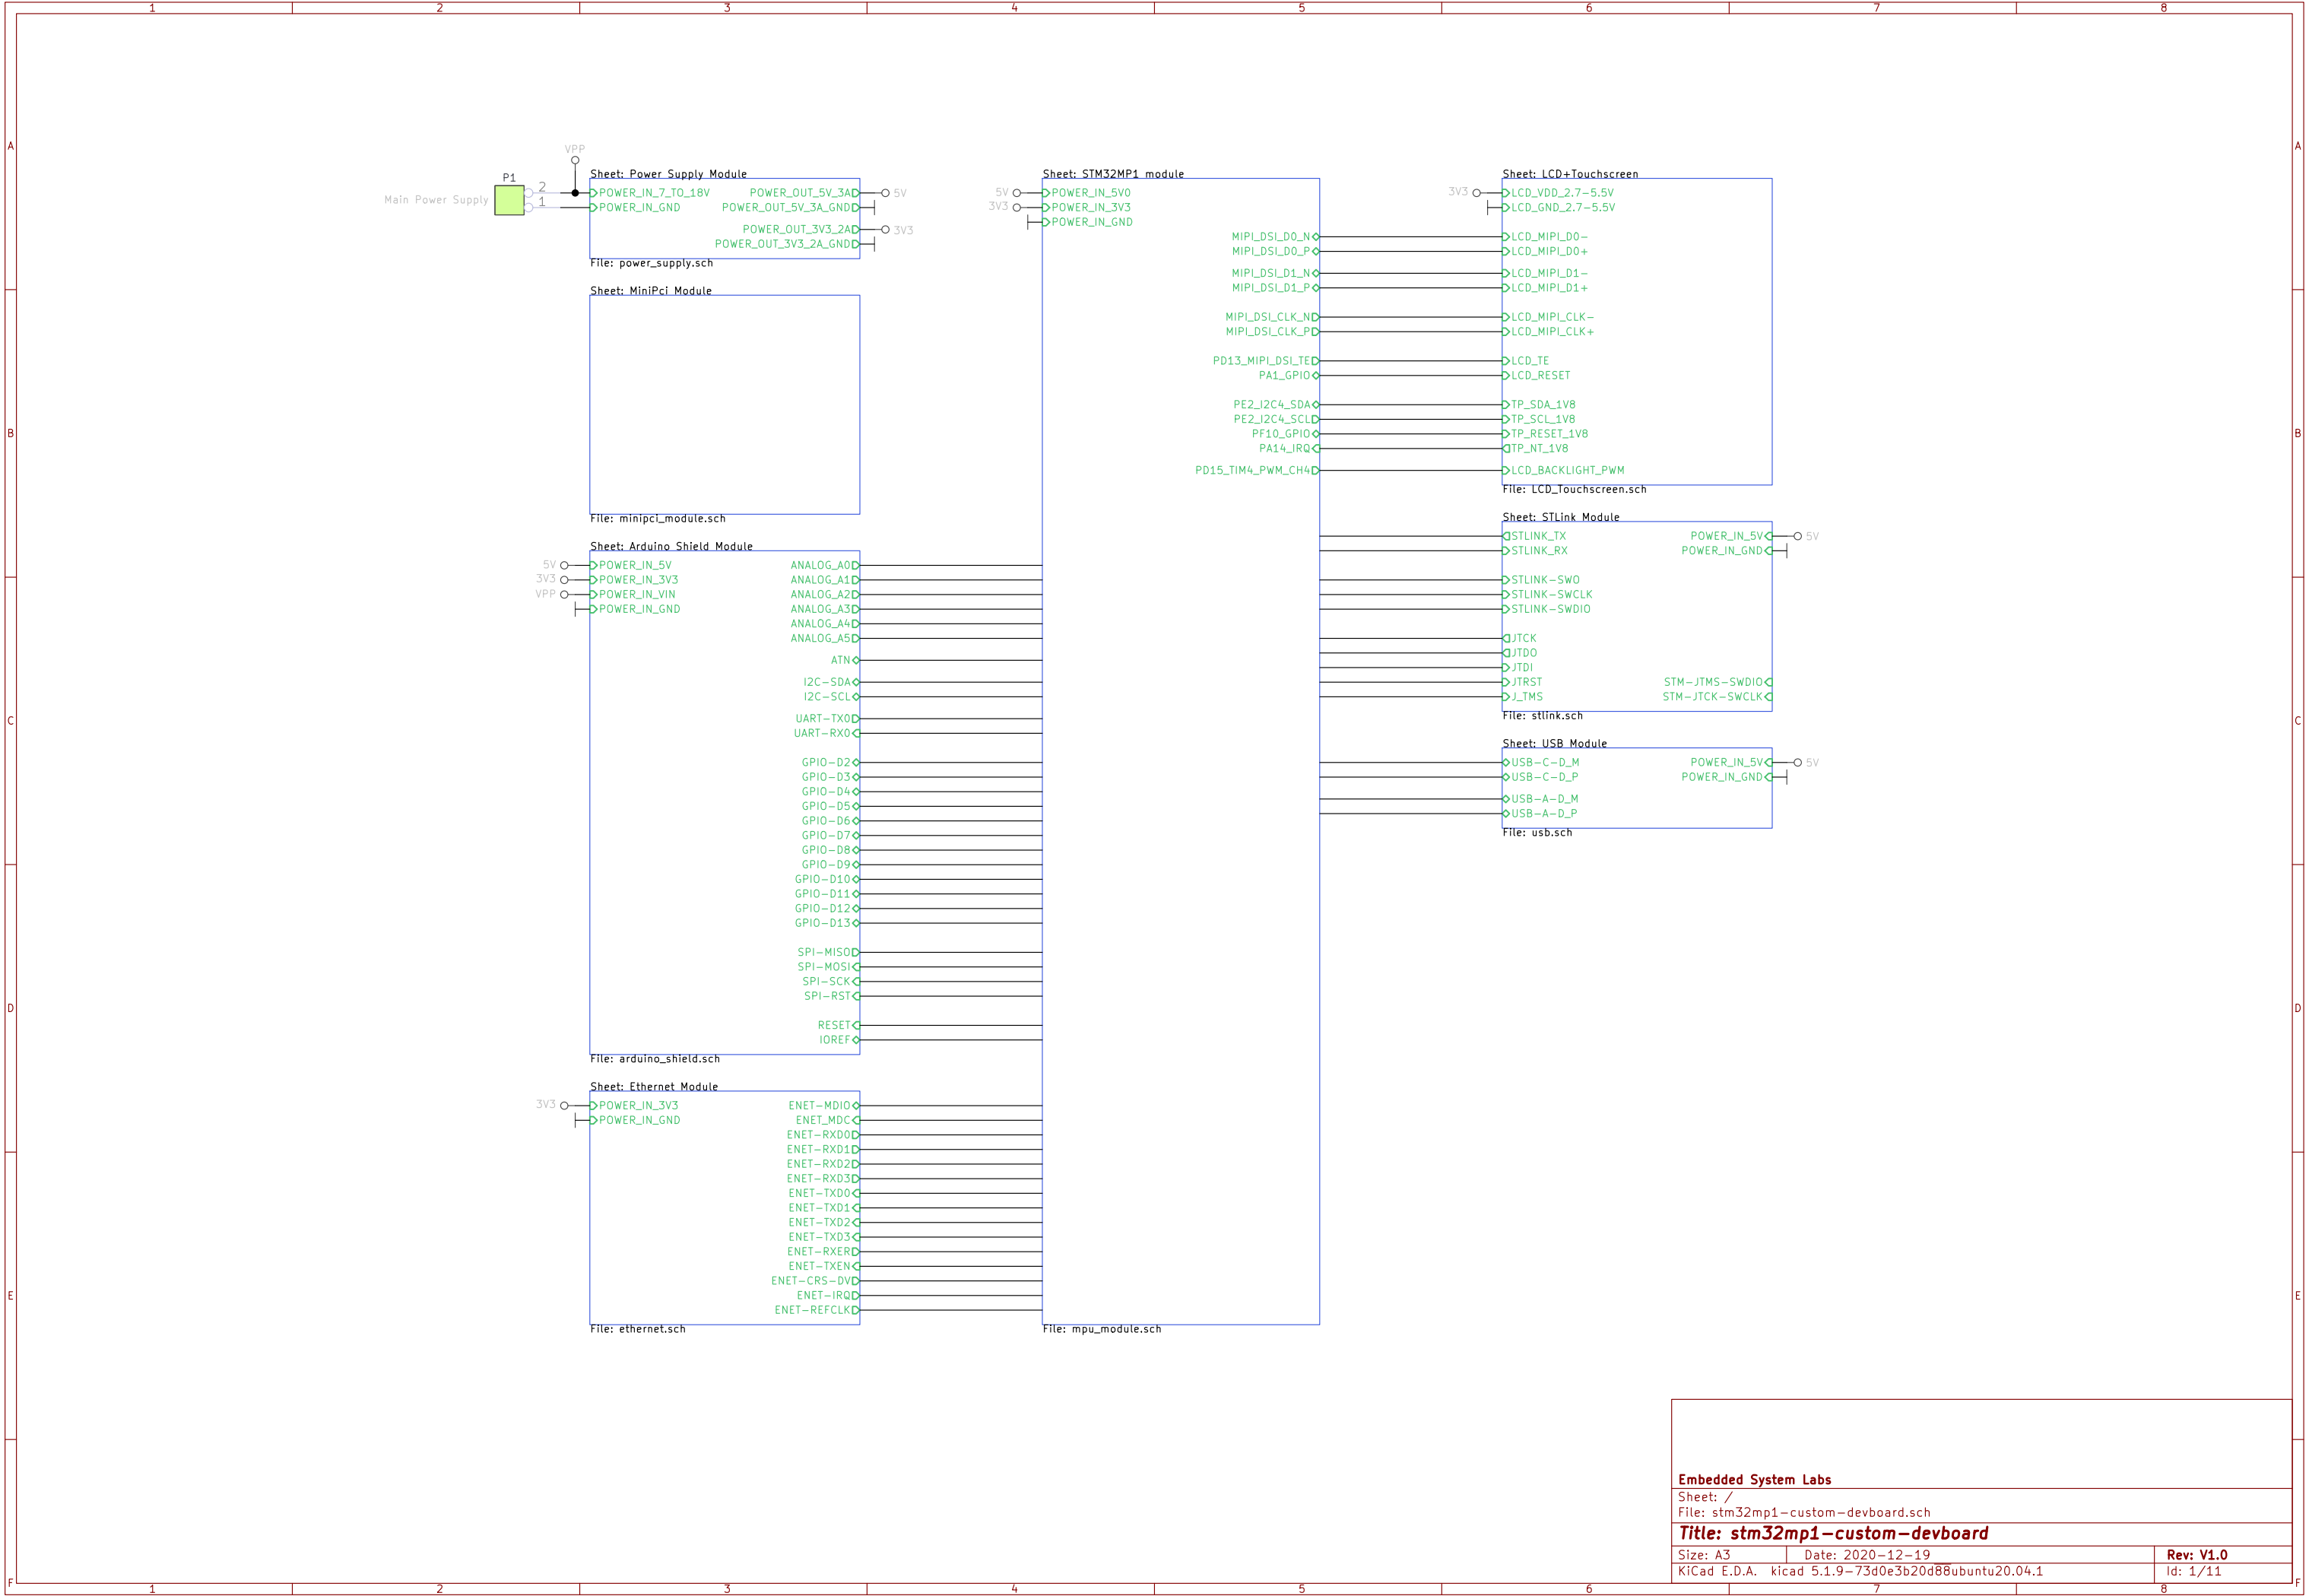 1 2 3 4 5 6 7 8
A A
B B
C C
D D
E E
F F
VPP
P1
Main Power Supply
2
1
Sheet: Power Supply Module
POWER_IN_7_TO_18V
POWER_IN_GND
POWER_OUT_5V_3A
5V
POWER_OUT_5V_3A_GND
POWER_OUT_3V3_2A
3V3
POWER_OUT_3V3_2A_GND
File: power_supply.sch
Sheet: MiniPci Module
File: minipci_module.sch
Sheet: Arduino Shield Module
5V
POWER_IN_5V
3V3
POWER_IN_3V3
VPP
POWER_IN_VIN
POWER_IN_GND
ANALOG_A0
ANALOG_A1
ANALOG_A2
ANALOG_A3
ANALOG_A4
ANALOG_A5
ATN
I2C-SDA
I2C-SCL
UART-TX0
UART-RX0
GPIO-D2
GPIO-D3
GPIO-D4
GPIO-D5
GPIO-D6
GPIO-D7
GPIO-D8
GPIO-D9
GPIO-D10
GPIO-D11
GPIO-D12
GPIO-D13
SPI-MISO
SPI-MOSI
SPI-SCK
SPI-RST
RESET
IOREF
File: arduino_shield.sch
Sheet: Ethernet Module
3V3
POWER_IN_3V3
POWER_IN_GND
ENET-MDIO
ENET_MDC
ENET-RXD0
ENET-RXD1
ENET-RXD2
ENET-RXD3
ENET-TXD0
ENET-TXD1
ENET-TXD2
ENET-TXD3
ENET-RXER
ENET-TXEN
ENET-CRS-DV
ENET-IRQ
ENET-REFCLK
File: ethernet.sch
Sheet: STM32MP1 module
5V
POWER_IN_5V0
3V3
POWER_IN_3V3
POWER_IN_GND
MIPI_DSI_D0_N
MIPI_DSI_D0_P
MIPI_DSI_D1_N
MIPI_DSI_D1_P
MIPI_DSI_CLK_N
MIPI_DSI_CLK_P
PD13_MIPI_DSI_TE
PA1_GPIO
PE2_I2C4_SDA
PE2_I2C4_SCL
PF10_GPIO
PA14_IRQ
PD15_TIM4_PWM_CH4
File: mpu_module.sch
Sheet: LCD+Touchscreen
3V3
LCD_VDD_2.7-5.5V
LCD_GND_2.7-5.5V
LCD_MIPI_D0-
LCD_MIPI_D0+
LCD_MIPI_D1-
LCD_MIPI_D1+
LCD_MIPI_CLK-
LCD_MIPI_CLK+
LCD_TE
LCD_RESET
TP_SDA_1V8
TP_SCL_1V8
TP_RESET_1V8
TP_NT_1V8
LCD_BACKLIGHT_PWM
File: LCD_Touchscreen.sch
Sheet: STLink Module
STLINK_TX
STLINK_RX
STLINK-SWO
STLINK-SWCLK
STLINK-SWDIO
JTCK
JTDO
JTDI
JTRST
J_TMS
POWER_IN_5V
5V
POWER_IN_GND
STM-JTMS-SWDIO
STM-JTCK-SWCLK
File: stlink.sch
Sheet: USB Module
USB-C-D_M
USB-C-D_P
USB-A-D_M
USB-A-D_P
POWER_IN_5V
5V
POWER_IN_GND
File: usb.sch
Embedded System Labs
Sheet: /
File: stm32mp1-custom-devboard.sch
Title: stm32mp1-custom-devboard
Size: A3 Date: 2020-12-19 Rev: V1.0
KiCad E.D.A. kicad 5.1.9-73d0e3b20d88ubuntu20.04.1 Id: 1/11
1 2 3 4 5 6 7 8